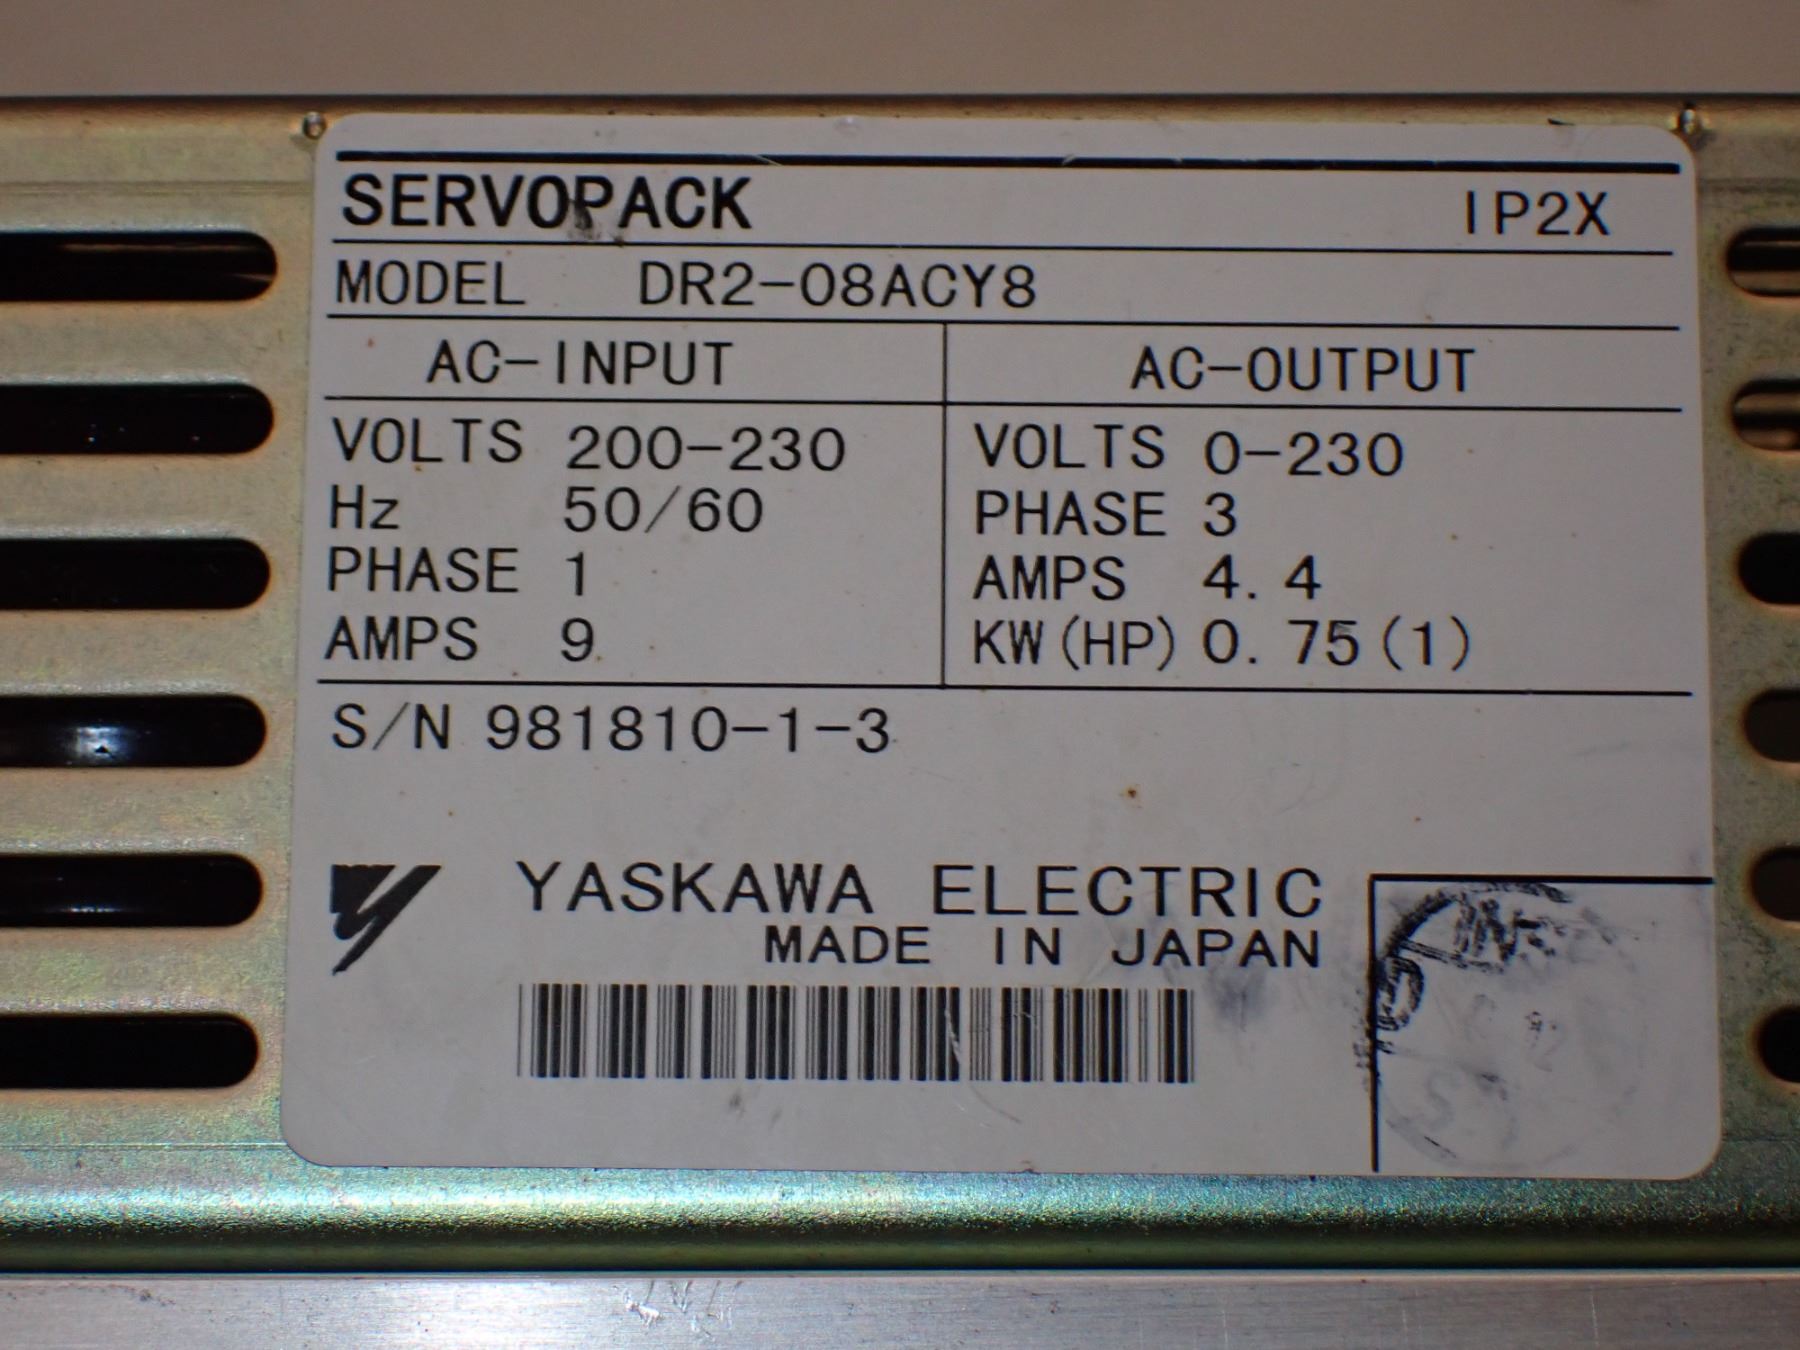 SERVOPACK IP2X
MODEL DR2-08ACY8
AC-INPUT AC-OUTPUT
VOLTS 200-230 VOLTS 0-230
Hz 50/60 PHASE 3
PHASE 1 AMPS 4.4
AMPS 9 KW(HP) 0.75(1)
S/N 981810-1-3
YASKAWA ELECTRIC
MADE IN JAPAN